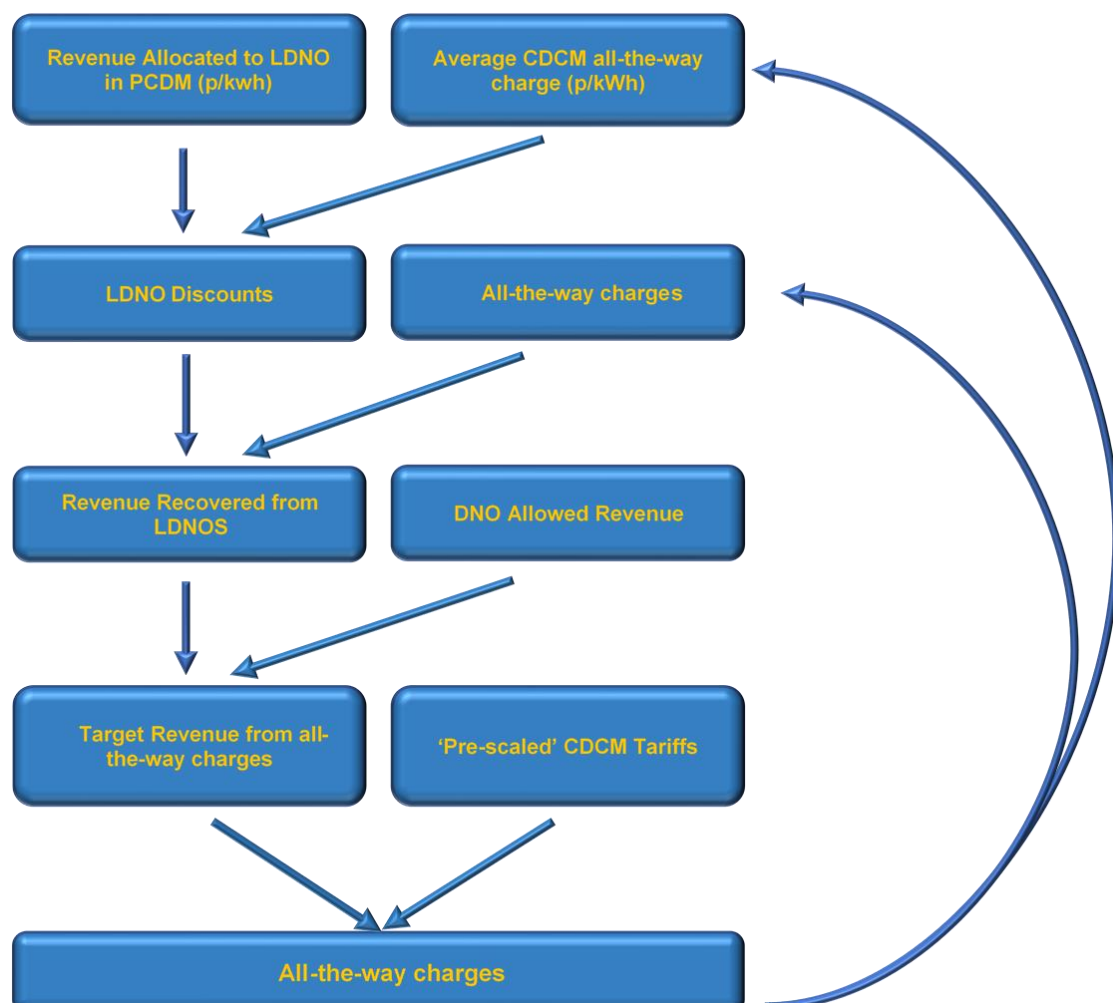 Revenue Allocated to LDNO
in PCDM (p/kwh)
Average CDCM all-the-way
charge (p/kWh)
LDNO Discounts
All-the-way charges
Revenue Recovered from
LDNOS
DNO Allowed Revenue
Target Revenue from all-
the-way charges
‘Pre-scaled’ CDCM Tariffs
All-the-way charges